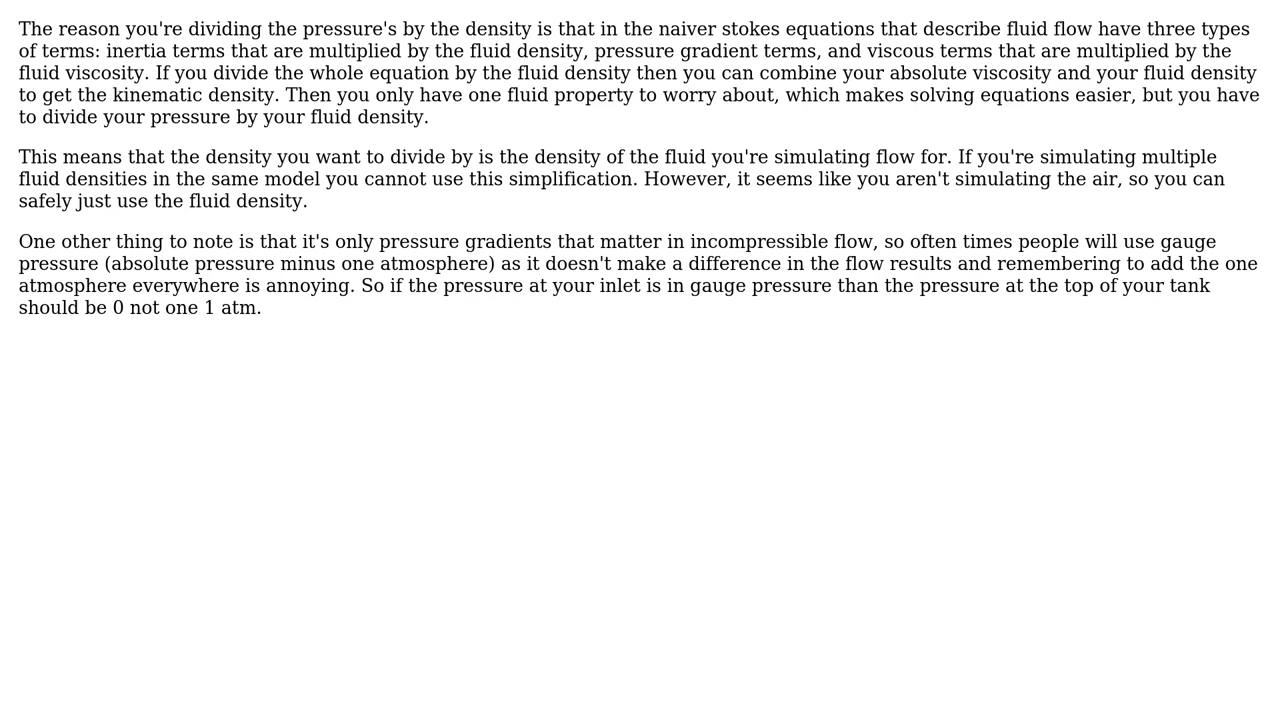 The reason you're dividing the pressure's by the density is that in the naiver stokes equations that describe fluid flow have three types
of terms: inertia terms that are multiplied by the fluid density, pressure gradient terms, and viscous terms that are multiplied by the
fluid viscosity. If you divide the whole equation by the fluid density then you can combine your absolute viscosity and your fluid density
to get the kinematic density. Then you only have one fluid property to worry about, which makes solving equations easier, but you have
to divide your pressure by your fluid density.
This means that the density you want to divide by is the density of the fluid you're simulating flow for. If you're simulating multiple
fluid densities in the same model you cannot use this simplification. However, it seems like you aren't simulating the air, so you can
safely just use the fluid density.
One other thing to note is that it's only pressure gradients that matter in incompressible flow, so often times people will use gauge
pressure (absolute pressure minus one atmosphere) as it doesn't make a difference in the flow results and remembering to add the one
atmosphere everywhere is annoying. So if the pressure at your inlet is in gauge pressure than the pressure at the top of your tank
should be 0 not one 1 atm.